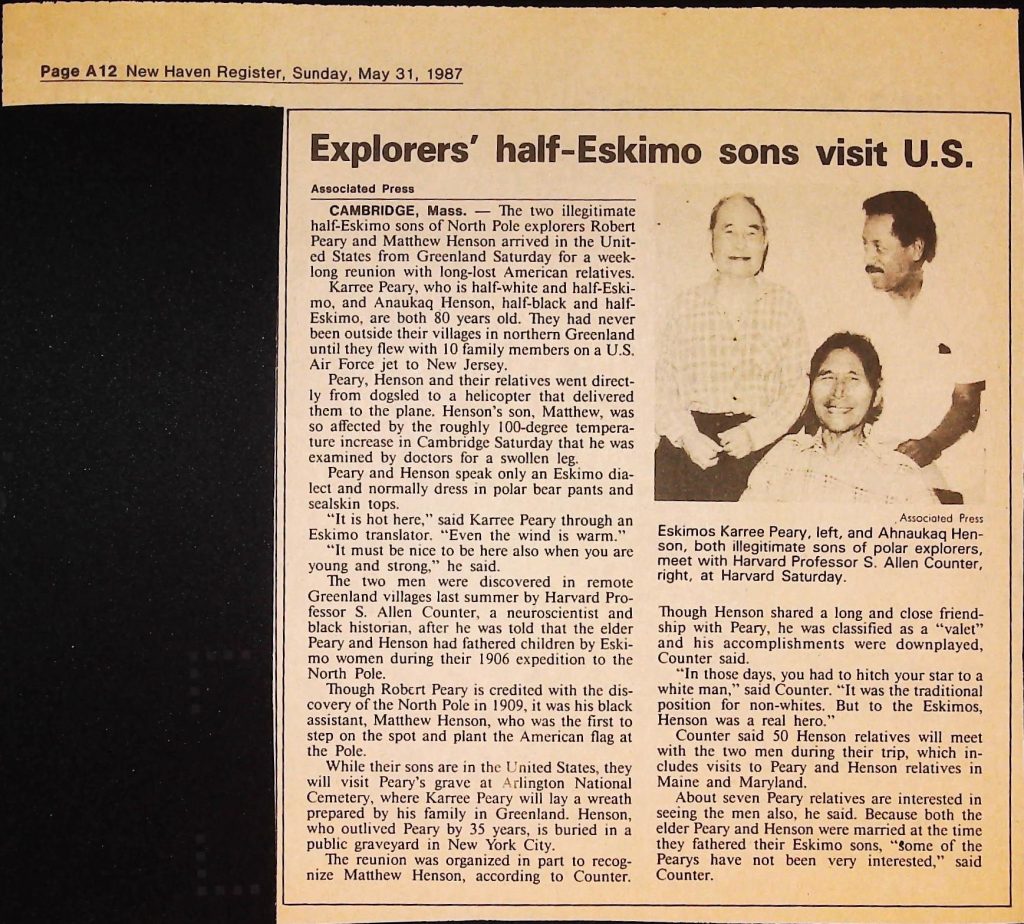 Page A12 New Haven Register, Sunday, May 31, 1987
Explorers' half-Eskimo sons visit U.S.
Associated Press
CAMBRIDGE, Mass. — The two illegitimate
half-Eskimo sons of North Pole explorers Robert
Peary and Matthew Henson arrived in the Unit-
ed States from Greenland Saturday for a week-
long reunion with long-lost American relatives.
Karree Peary, who is half-white and half-Eski-
mo, and Anaukaq Henson, half-black and half-
Eskimo, are both 80 years old. They had never
been outside their villages in northern Greenland
until they flew with 10 family members on a U.S.
Air Force jet to New Jersey.
Peary, Henson and their relatives went direct-
ly from dogsled to a helicopter that delivered
them to the plane. Henson's son, Matthew, was
so affected by the roughly 100-degree tempera-
ture increase in Cambridge Saturday that he was
examined by doctors for a swollen leg.
Peary and Henson speak only an Eskimo dia-
lect and normally dress in polar bear pants and
sealskin tops.
"It is hot here," said Karree Peary through an
Eskimo translator. "Even the wind is warm."
"It must be nice to be here also when you are
young and strong," he said.
The two men were discovered in remote
Greenland villages last summer by Harvard Pro-
fessor S. Allen Counter, a neuroscientist and
black historian, after he was told that the elder
Peary and Henson had fathered children by Eski-
mo women during their 1906 expedition to the
North Pole.
Though Robert Peary is credited with the dis-
covery of the North Pole in 1909, it was his black
assistant, Matthew Henson, who was the first to
step on the spot and plant the American flag at
the Pole.
While their sons are in the United States, they
will visit Peary's grave at Arlington National
Cemetery, where Karree Peary will lay a wreath
prepared by his family in Greenland. Henson,
who outlived Peary by 35 years, is buried in a
public graveyard in New York City.
The reunion was organized in part to recog-
nize Matthew Henson, according to Counter.
Associated Press
Eskimos Karree Peary, left, and Ahnaukaq Hen-
son, both illegitimate sons of polar explorers,
meet with Harvard Professor S. Allen Counter,
right, at Harvard Saturday.
Though Henson shared a long and close friend-
ship with Peary, he was classified as a "valet"
and his accomplishments were downplayed,
Counter said.
"In those days, you had to hitch your star to a
white man," said Counter. "It was the traditional
position for non-whites. But to the Eskimos,
Henson was a real hero."
Counter said 50 Henson relatives will meet
with the two men during their trip, which in-
cludes visits to Peary and Henson relatives in
Maine and Maryland.
About seven Peary relatives are interested in
seeing the men also, he said. Because both the
elder Peary and Henson were married at the time
they fathered their Eskimo sons, "some of the
Pearys have not been very interested," said
Counter.